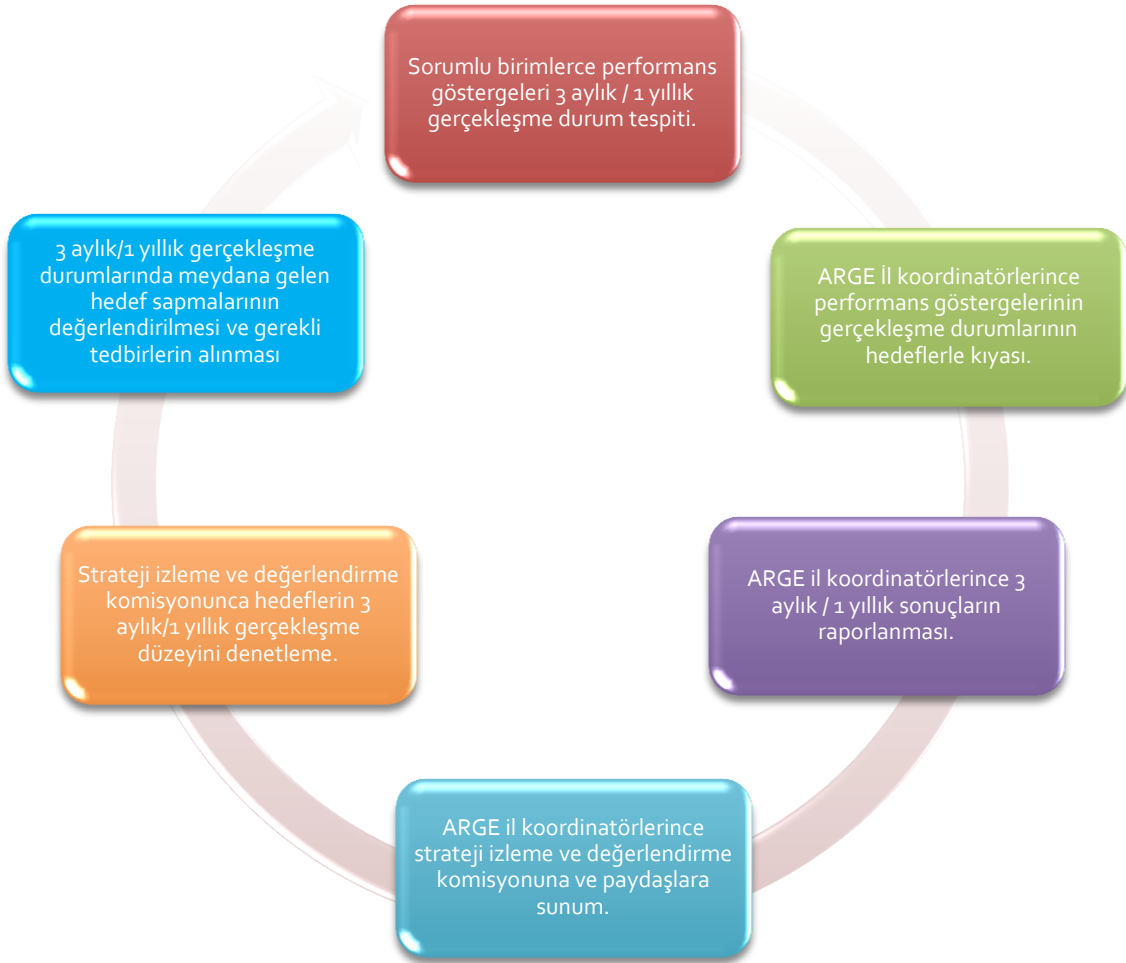 Sorumlu birimlerce performans
göstergeleri 3 aylık / 1 yıllık
gerçekleşme durum tespiti.
ARGE İl koordinatörlerince
performans göstergelerinin
gerçekleşme durumlarının
hedeflerle kıyası.
ARGE il koordinatörlerince 3
aylık / 1 yıllık sonuçların
raporlanması.
ARGE il koordinatörlerince
strateji izleme ve değerlendirme
komisyonuna ve paydaşlara
sunum.
Strateji izleme ve değerlendirme
komisyonunca hedeflerin 3
aylık/1 yıllık gerçekleşme
düzeyini denetleme.
3 aylık/1 yıllık gerçekleşme
durumlarında meydana gelen
hedef sapmalarının
değerlendirilmesi ve gerekli
tedbirlerin alınması